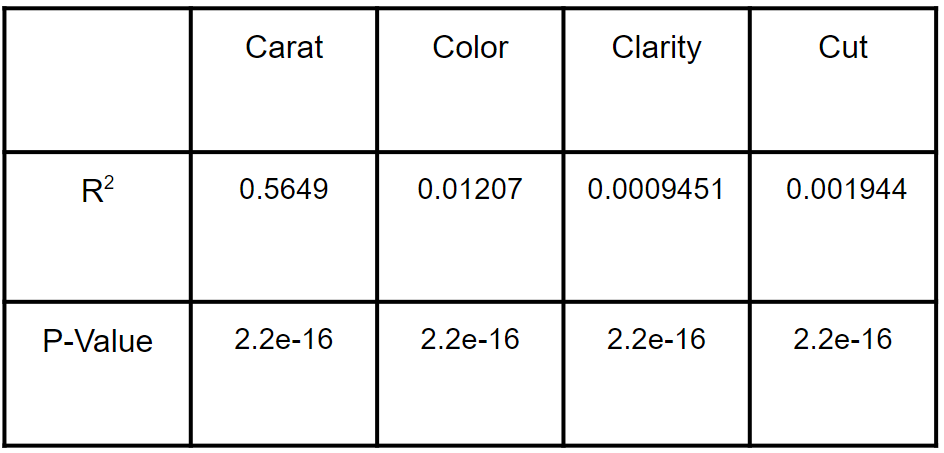 Carat Color Clarity Cut
R² 0.5649 0.01207 0.0009451 0.001944
P-Value 2.2e-16 2.2e-16 2.2e-16 2.2e-16